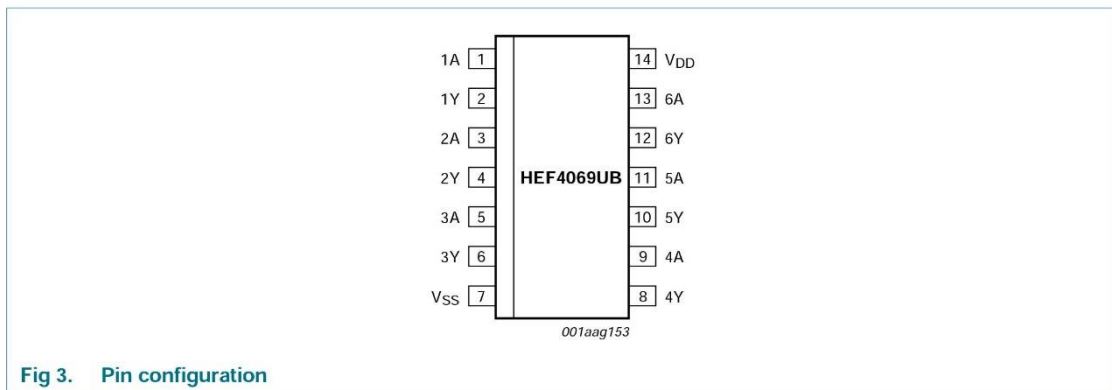 1A 1 14 VDD
1Y 2 13 6A
2A 3 12 6Y
2Y 4 HEF4069UB 11 5A
3A 5 10 5Y
3Y 6 9 4A
VSS 7 8 4Y
001aag153
Fig 3. Pin configuration